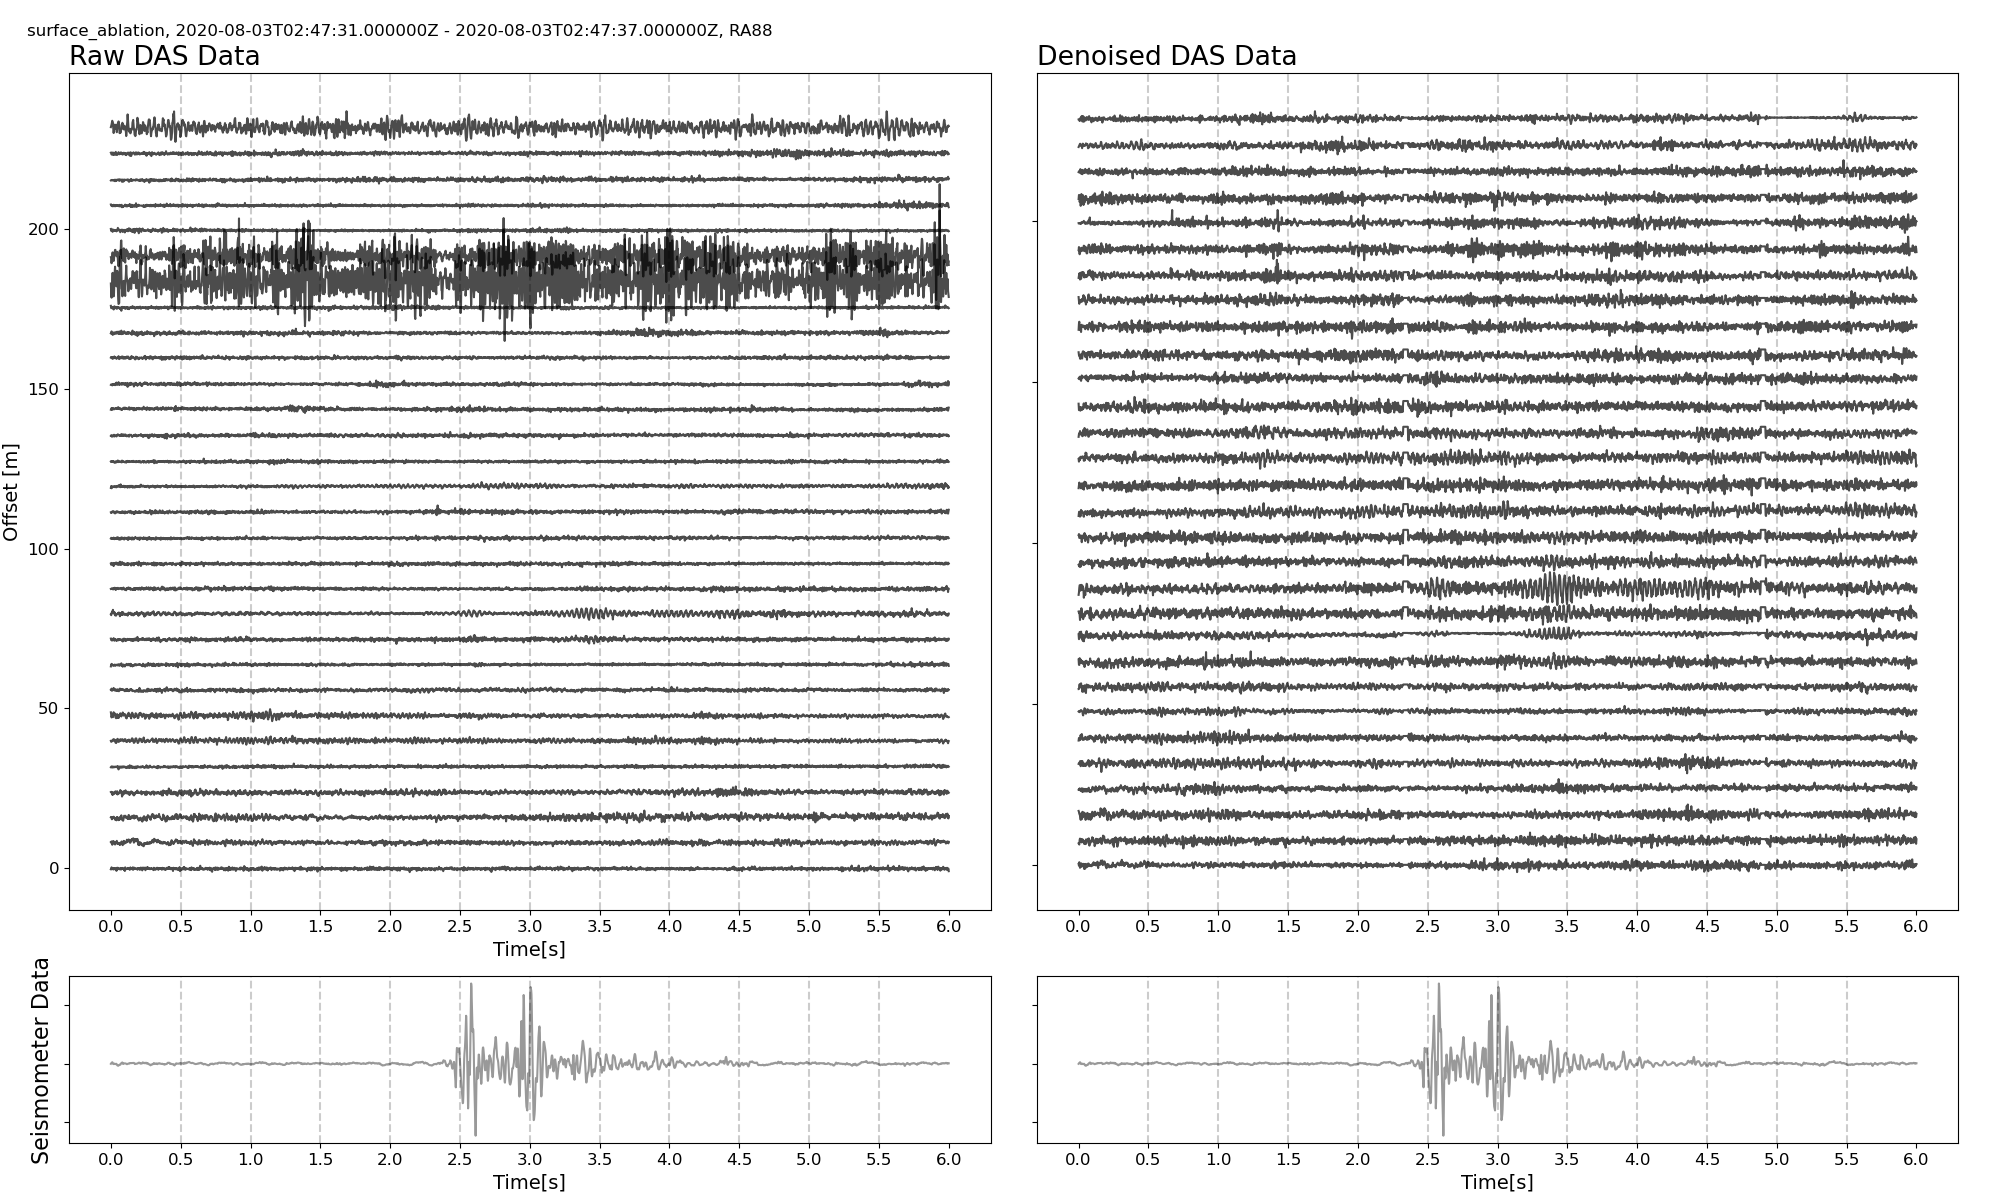 surface_ablation, 2020-08-03T02:47:31.000000Z - 2020-08-03T02:47:37.000000Z, RA88
Raw DAS Data
Denoised DAS Data
Offset [m]
200
150
100
50
0
0.0 0.5 1.0 1.5 2.0 2.5 3.0 3.5 4.0 4.5 5.0 5.5 6.0
Time[s]
0.0 0.5 1.0 1.5 2.0 2.5 3.0 3.5 4.0 4.5 5.0 5.5 6.0
Seismometer Data
0.0 0.5 1.0 1.5 2.0 2.5 3.0 3.5 4.0 4.5 5.0 5.5 6.0
Time[s]
0.0 0.5 1.0 1.5 2.0 2.5 3.0 3.5 4.0 4.5 5.0 5.5 6.0
Time[s]